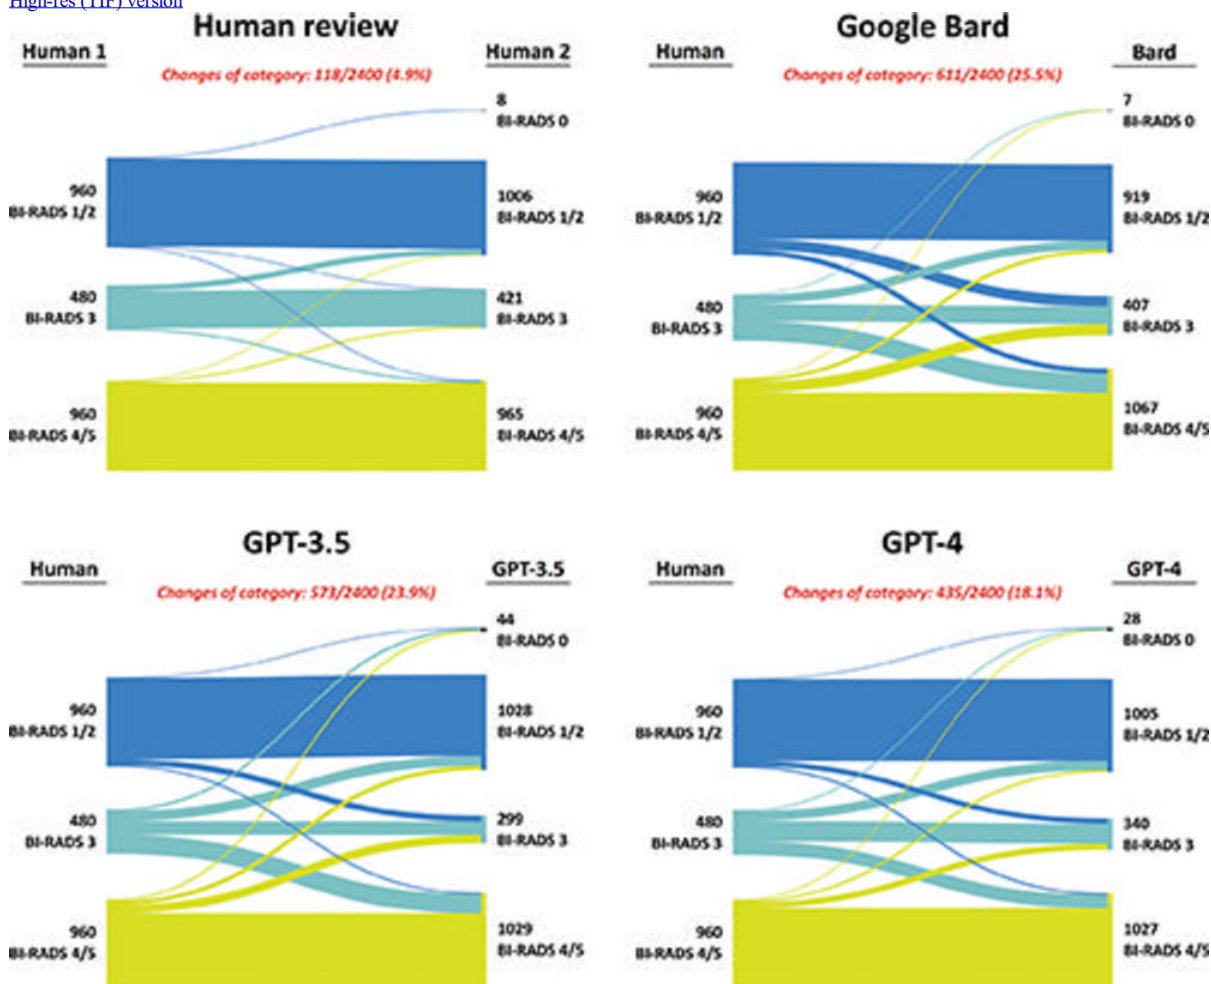 High-res (TIF) version
Human review
Human 1
Human 2
Changes of category: 118/2400 (4.9%)
8
BI-RADS 0
960
BI-RADS 1/2
1006
BI-RADS 1/2
480
BI-RADS 3
421
BI-RADS 3
960
BI-RADS 4/5
965
BI-RADS 4/5
Google Bard
Human
Bard
Changes of category: 611/2400 (25.5%)
7
BI-RADS 0
960
BI-RADS 1/2
919
BI-RADS 1/2
480
BI-RADS 3
407
BI-RADS 3
960
BI-RADS 4/5
1067
BI-RADS 4/5
GPT-3.5
Human
GPT-3.5
Changes of category: 573/2400 (23.9%)
44
BI-RADS 0
960
BI-RADS 1/2
1028
BI-RADS 1/2
480
BI-RADS 3
299
BI-RADS 3
960
BI-RADS 4/5
1029
BI-RADS 4/5
GPT-4
Human
GPT-4
Changes of category: 435/2400 (18.1%)
28
BI-RADS 0
960
BI-RADS 1/2
1005
BI-RADS 1/2
480
BI-RADS 3
340
BI-RADS 3
960
BI-RADS 4/5
1027
BI-RADS 4/5